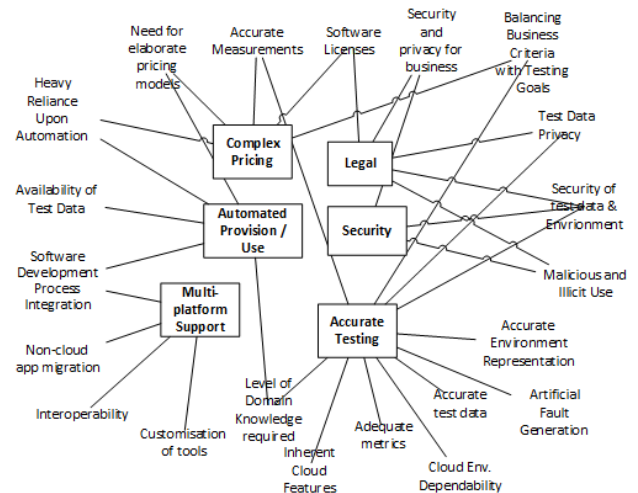 Need for
elaborate
pricing
models
Accurate
Measurements
Software
Licenses
Security
and
privacy for
business
Balancing
Business
Criteria
with Testing
Goals
Heavy
Reliance
Upon
Automation
Complex
Pricing
Legal
Test Data
Privacy
Availability of
Test Data
Automated
Provision /
Use
Security
Security of
test data &
Envrionment
Software
Development
Process
Integration
Multi-
platform
Support
Accurate
Testing
Malicious and
Illicit Use
Non-cloud
app migration
Accurate
Environment
Representation
Interoperability
Customisation
of tools
Level of
Domain
Knowledge
required
Inherent
Cloud
Features
Adequate
metrics
Accurate
test data
Artificial
Fault
Generation
Cloud Env.
Dependability